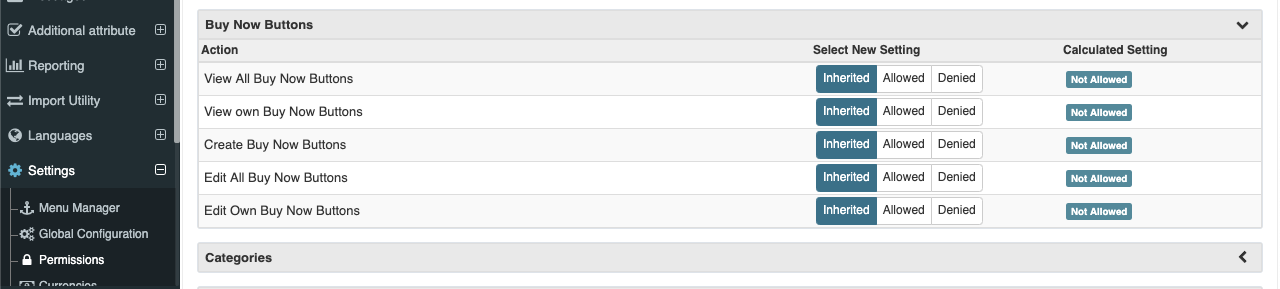 Additional attribute
Reporting
Import Utility
Languages
Settings
Menu Manager
Global Configuration
Permissions
Currencies
Buy Now Buttons
Action Select New Setting Calculated Setting
View All Buy Now Buttons Inherited Allowed Denied Not Allowed
View own Buy Now Buttons Inherited Allowed Denied Not Allowed
Create Buy Now Buttons Inherited Allowed Denied Not Allowed
Edit All Buy Now Buttons Inherited Allowed Denied Not Allowed
Edit Own Buy Now Buttons Inherited Allowed Denied Not Allowed
Categories